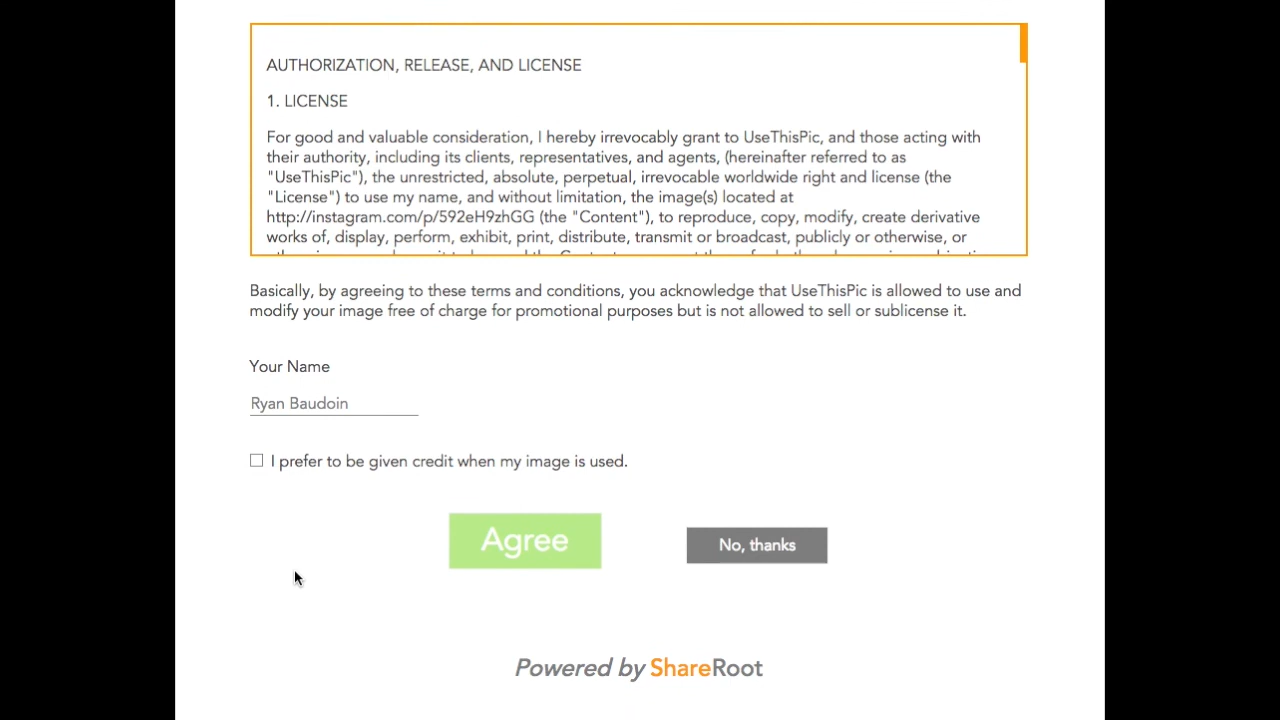 AUTHORIZATION, RELEASE, AND LICENSE
1. LICENSE
For good and valuable consideration, I hereby irrevocably grant to UseThisPic, and those acting with
their authority, including its clients, representatives, and agents, (hereinafter referred to as
"UseThisPic"), the unrestricted, absolute, perpetual, irrevocable worldwide right and license (the
"License") to use my name, and without limitation, the image(s) located at
http://instagram.com/p/592eH9zhGG (the "Content"), to reproduce, copy, modify, create derivative
works of, display, perform, exhibit, print, distribute, transmit or broadcast, publicly or otherwise, or
Basically, by agreeing to these terms and conditions, you acknowledge that UseThisPic is allowed to use and
modify your image free of charge for promotional purposes but is not allowed to sell or sublicense it.
Your Name
Ryan Baudoin
I prefer to be given credit when my image is used.
Agree
No, thanks
Powered by ShareRoot